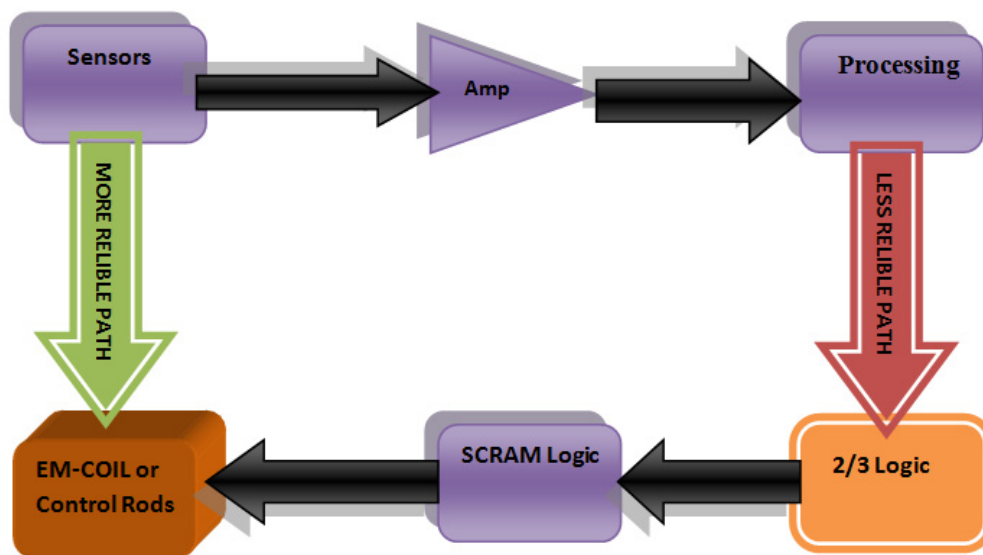 Sensors
Amp
Processing
MORE RELIBLE PATH
LESS RELIBLE PATH
EM-COIL or
Control Rods
SCRAM Logic
2/3 Logic